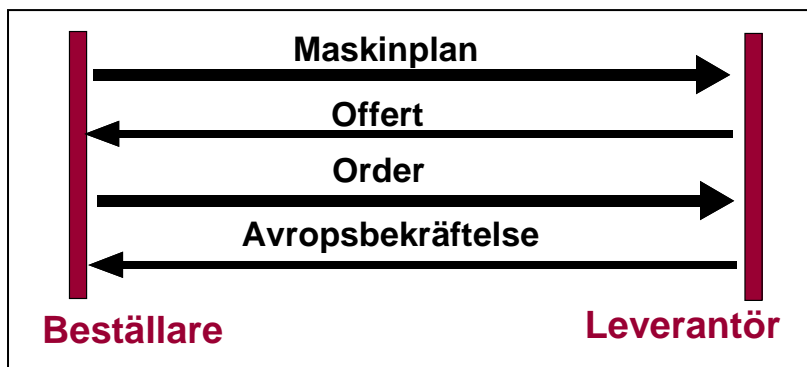 Maskinplan
Offert
Order
Avropsbekräftelse
Beställare
Leverantör